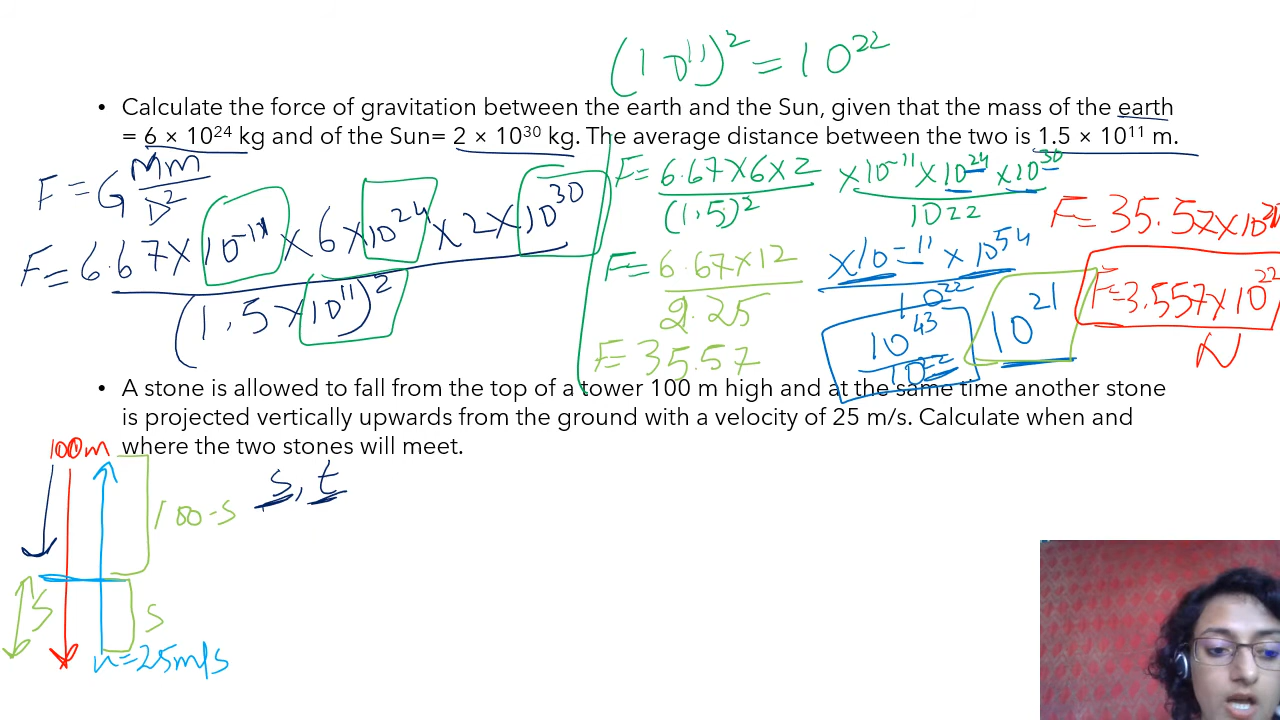 (10¹¹)² = 10²²
• Calculate the force of gravitation between the earth and the Sun, given that the mass of the earth
= 6 × 10²⁴ kg and of the Sun= 2 × 10³⁰ kg. The average distance between the two is 1.5 × 10¹¹ m.
F = G Mm / D²
F = 6.67 × 10⁻¹¹ × 6 × 10²⁴ × 2 × 10³⁰
(1.5 × 10¹¹)²
F = 6.67 × 6 × 2 × 10⁻¹¹ × 10²⁴ × 10³⁰
(1.5)² 1022
F = 6.67 × 12 × 10⁻¹¹ × 10⁵⁴
2.25 10²²
F = 35.57
10⁴³ 10²¹
F = 35.57 × 10²¹
F = 3.557 × 10²²
N
• A stone is allowed to fall from the top of a tower 100 m high and at the same time another stone
is projected vertically upwards from the ground with a velocity of 25 m/s. Calculate when and
where the two stones will meet.
100m
s, t
100-s
s
s
u=25m/s